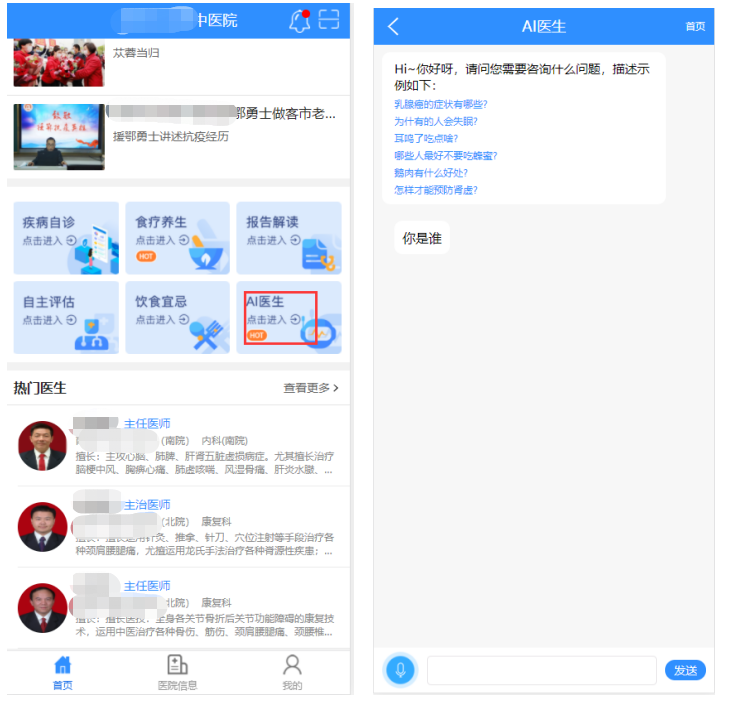 中医院
苁蓉当归
鄂勇士做客市老...
援鄂勇士讲述抗疫经历
疾病自诊
点击进入
食疗养生
点击进入
HOT
报告解读
点击进入
自主评估
点击进入
饮食宜忌
点击进入
AI医生
点击进入
HOT
热门医生
查看更多>
主任医师
(南院) 内科(南院)
擅长：主攻心脑、肺脾、肝肾五脏虚损病症。尤其擅长治疗
脑梗中风、胸痹心痛、肺虚咳喘、风湿骨痛、肝炎水臌、...
主治医师
(北院) 康复科
针灸、推拿、针刀、穴位注射等手段治疗各
种颈肩腰腿痛，尤擅运用龙氏手法治疗各种脊源性疾患；...
主任医师
北院) 康复科
擅长：擅长医技：全身各关节骨折后关节功能障碍的康复技
术，运用中医治疗各种骨伤、筋伤、颈肩腰腿痛、颈腰椎...
首页
医院信息
我的
AI医生
首页
Hi~你好呀，请问您需要咨询什么问题，描述示
例如下：
乳腺癌的症状有哪些?
为什有的人会失眠?
耳鸣了吃点啥?
哪些人最好不要吃蜂蜜?
鹅肉有什么好处?
怎样才能预防肾虚?
你是谁
发送